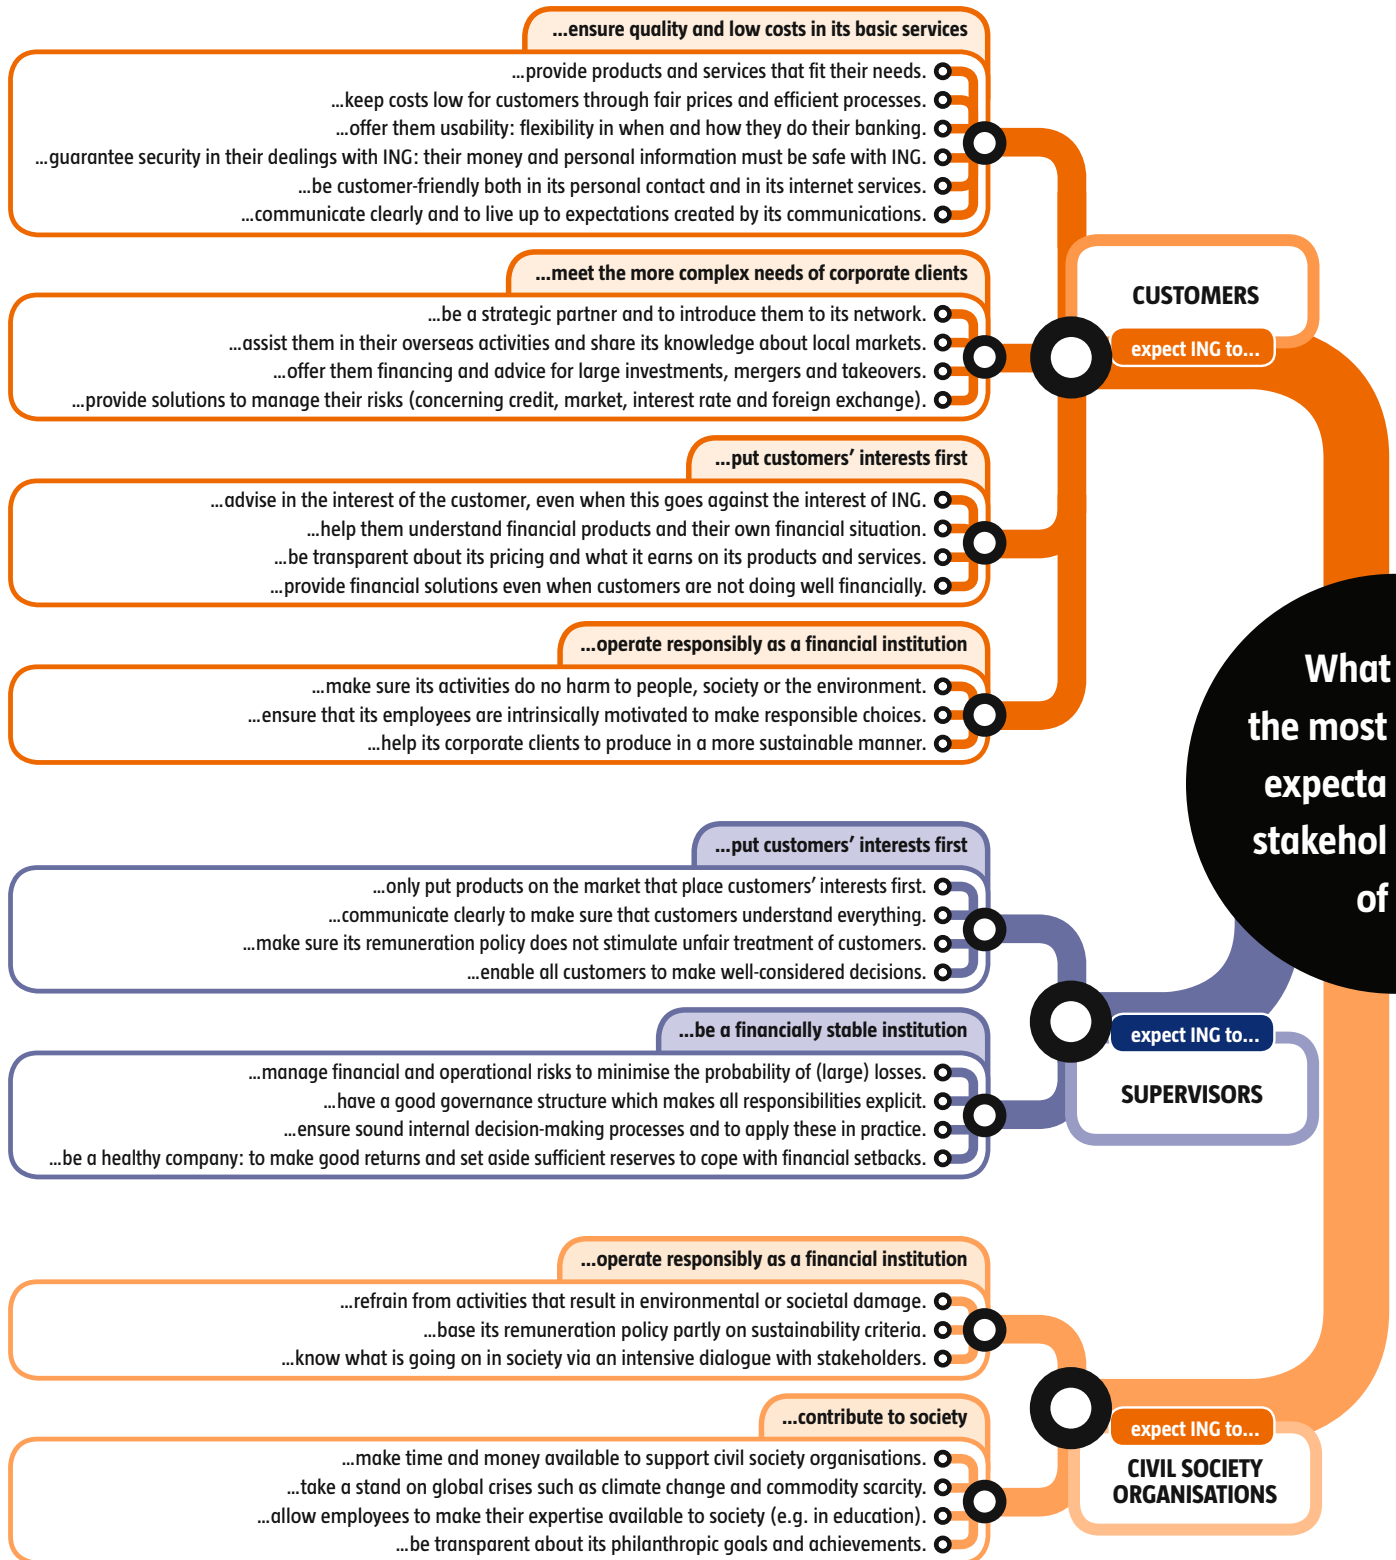 ...ensure quality and low costs in its basic services
...provide products and services that fit their needs.
...keep costs low for customers through fair prices and efficient processes.
...offer them usability: flexibility in when and how they do their banking.
...guarantee security in their dealings with ING: their money and personal information must be safe with ING.
...be customer-friendly both in its personal contact and in its internet services.
...communicate clearly and to live up to expectations created by its communications.
...meet the more complex needs of corporate clients
...be a strategic partner and to introduce them to its network.
...assist them in their overseas activities and share its knowledge about local markets.
...offer them financing and advice for large investments, mergers and takeovers.
...provide solutions to manage their risks (concerning credit, market, interest rate and foreign exchange).
CUSTOMERS
expect ING to...
...put customers' interests first
...advise in the interest of the customer, even when this goes against the interest of ING.
...help them understand financial products and their own financial situation.
...be transparent about its pricing and what it earns on its products and services.
...provide financial solutions even when customers are not doing well financially.
...operate responsibly as a financial institution
...make sure its activities do no harm to people, society or the environment.
...ensure that its employees are intrinsically motivated to make responsible choices.
...help its corporate clients to produce in a more sustainable manner.
What
the most
expecta
stakehol
of
...put customers' interests first
...only put products on the market that place customers' interests first.
...communicate clearly to make sure that customers understand everything.
...make sure its remuneration policy does not stimulate unfair treatment of customers.
...enable all customers to make well-considered decisions.
...be a financially stable institution
...manage financial and operational risks to minimise the probability of (large) losses.
...have a good governance structure which makes all responsibilities explicit.
...ensure sound internal decision-making processes and to apply these in practice.
...be a healthy company: to make good returns and set aside sufficient reserves to cope with financial setbacks.
expect ING to...
SUPERVISORS
...operate responsibly as a financial institution
...refrain from activities that result in environmental or societal damage.
...base its remuneration policy partly on sustainability criteria.
...know what is going on in society via an intensive dialogue with stakeholders.
...contribute to society
...make time and money available to support civil society organisations.
...take a stand on global crises such as climate change and commodity scarcity.
...allow employees to make their expertise available to society (e.g. in education).
...be transparent about its philanthropic goals and achievements.
expect ING to...
CIVIL SOCIETY
ORGANISATIONS